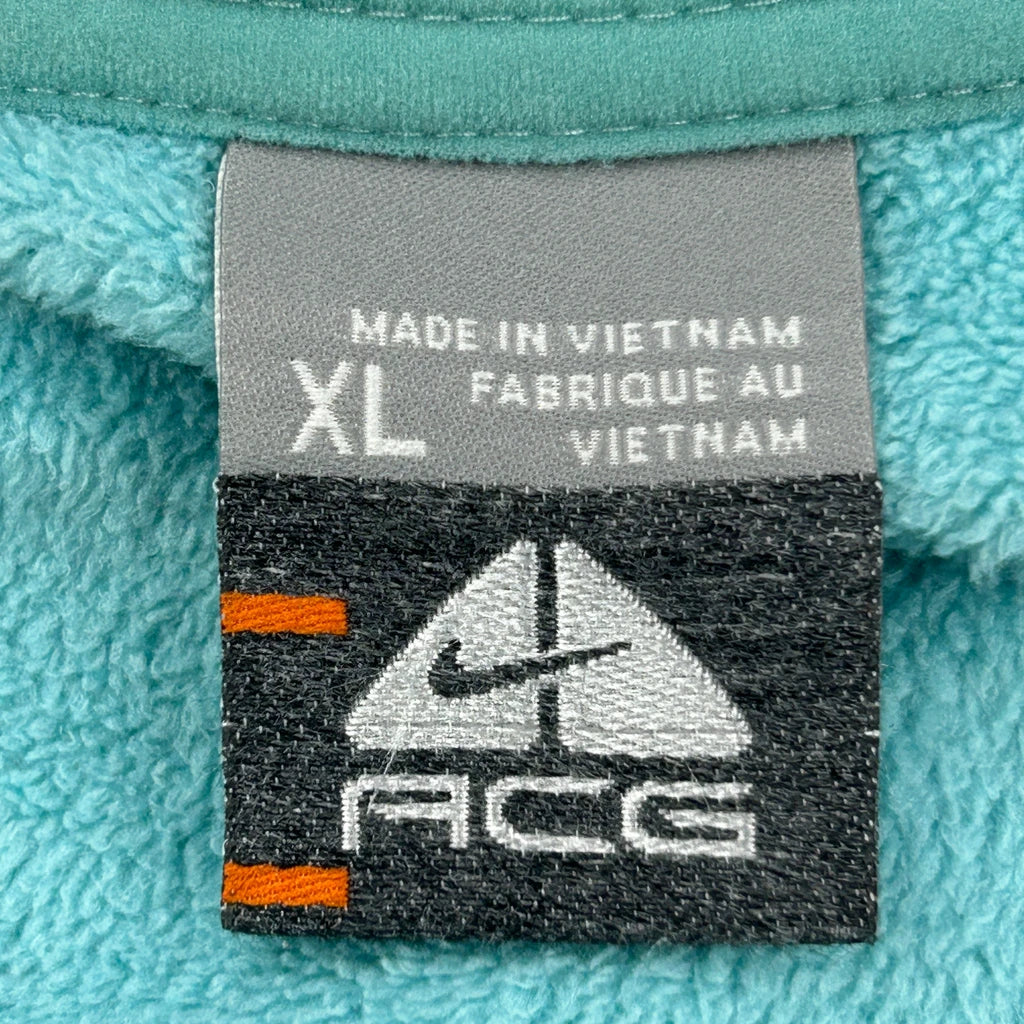 MADE IN VIETNAM
XL
FABRIQUE AU
VIETNAM
ACG